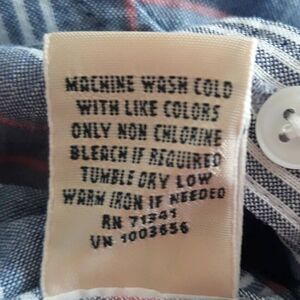 MACHINE WASH COLD
WITH LIKE COLORS
ONLY NON CHLORINE
BLEACH IF REQUIRED
TUMBLE DRY LOW
WARM IRON IF NEEDED
RN 71341
VN 1003656